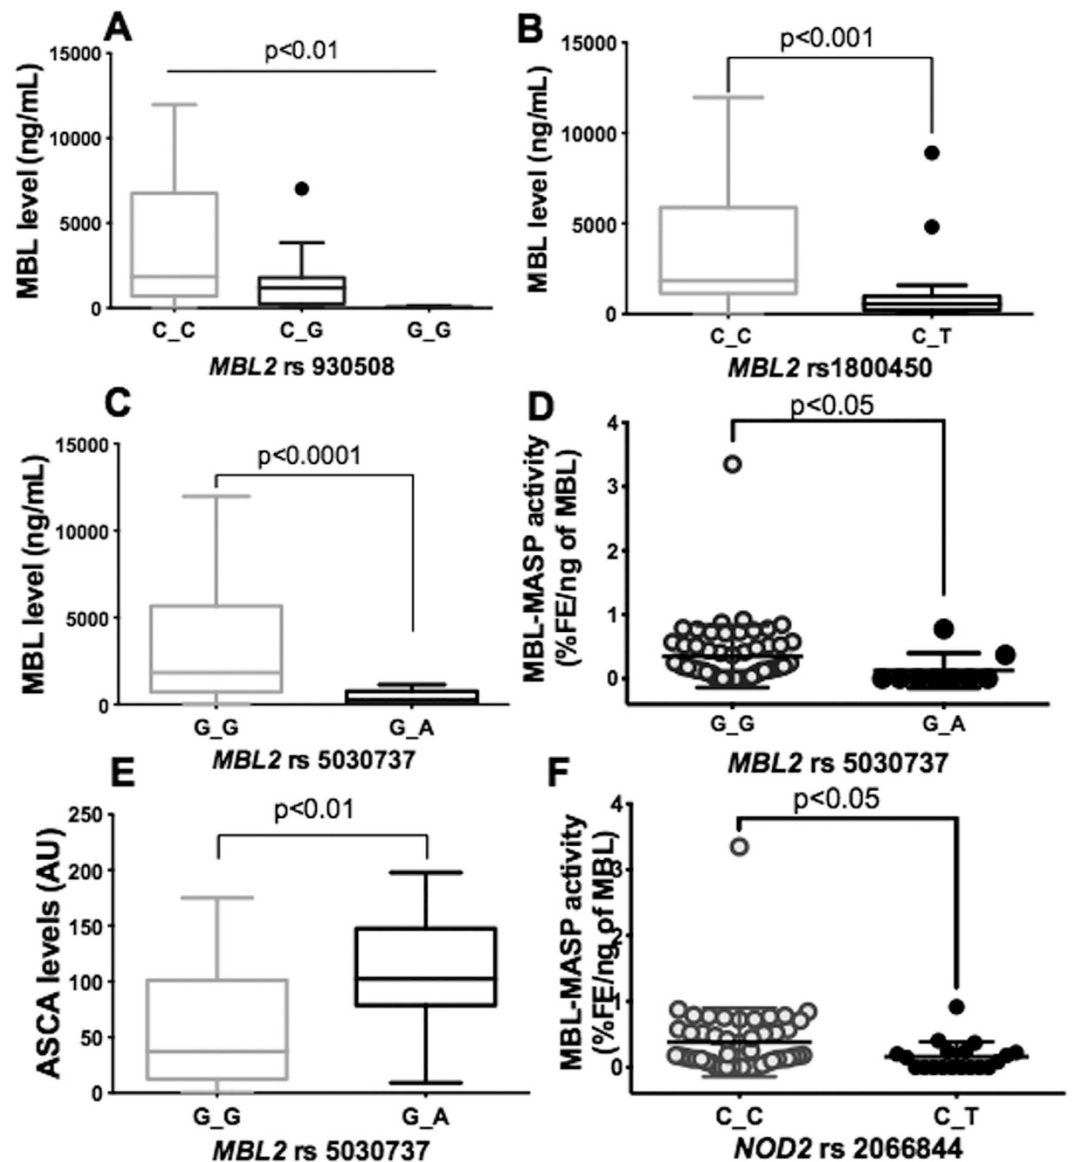 A
MBL level (ng/mL)
15000
10000
5000
0
p<0.01
C_C C_G G_G
MBL2 rs 930508
B
MBL level (ng/mL)
15000
10000
5000
0
p<0.001
C_C C_T
MBL2 rs1800450
C
MBL level (ng/mL)
15000
10000
5000
0
p<0.0001
G_G G_A
MBL2 rs 5030737
D
MBL-MASP activity
(%FE/ng of MBL)
4
3
2
1
0
p<0.05
G_G G_A
MBL2 rs 5030737
E
ASCA levels (AU)
250
200
150
100
50
0
p<0.01
G_G G_A
MBL2 rs 5030737
F
MBL-MASP activity
(%FE/ng of MBL)
4
3
2
1
0
p<0.05
C_C C_T
NOD2 rs 2066844